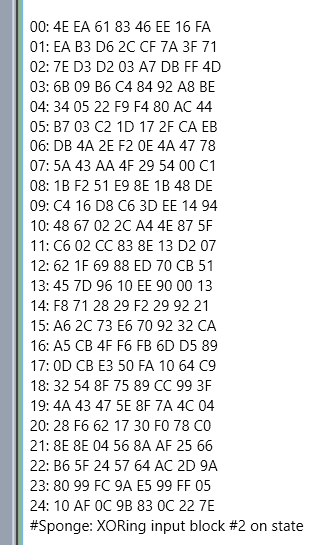 00: 4E EA 61 83 46 EE 16 FA
01: EA B3 D6 2C CF 7A 3F 71
02: 7E D3 D2 03 A7 DB FF 4D
03: 6B 09 B6 C4 84 92 A8 BE
04: 34 05 22 F9 F4 80 AC 44
05: B7 03 C2 1D 17 2F CA EB
06: DB 4A 2E F2 0E 4A 47 78
07: 5A 43 AA 4F 29 54 00 C1
08: 1B F2 51 E9 8E 1B 48 DE
09: C4 16 D8 C6 3D EE 14 94
10: 48 67 02 2C A4 4E 87 5F
11: C6 02 CC 83 8E 13 D2 07
12: 62 1F 69 88 ED 70 CB 51
13: 45 7D 96 10 EE 90 00 13
14: F8 71 28 29 F2 29 92 21
15: A6 2C 73 E6 70 92 32 CA
16: A5 CB 4F F6 FB 6D D5 89
17: 0D CB E3 50 FA 10 64 C9
18: 32 54 8F 75 89 CC 99 3F
19: 4A 43 47 5E 8F 7A 4C 04
20: 28 F6 62 17 30 F0 78 C0
21: 8E 8E 04 56 8A AF 25 66
22: B6 5F 24 57 64 AC 2D 9A
23: 80 99 FC 9A E5 99 FF 05
24: 10 AF 0C 9B 83 0C 22 7E
#Sponge: XORing input block #2 on state